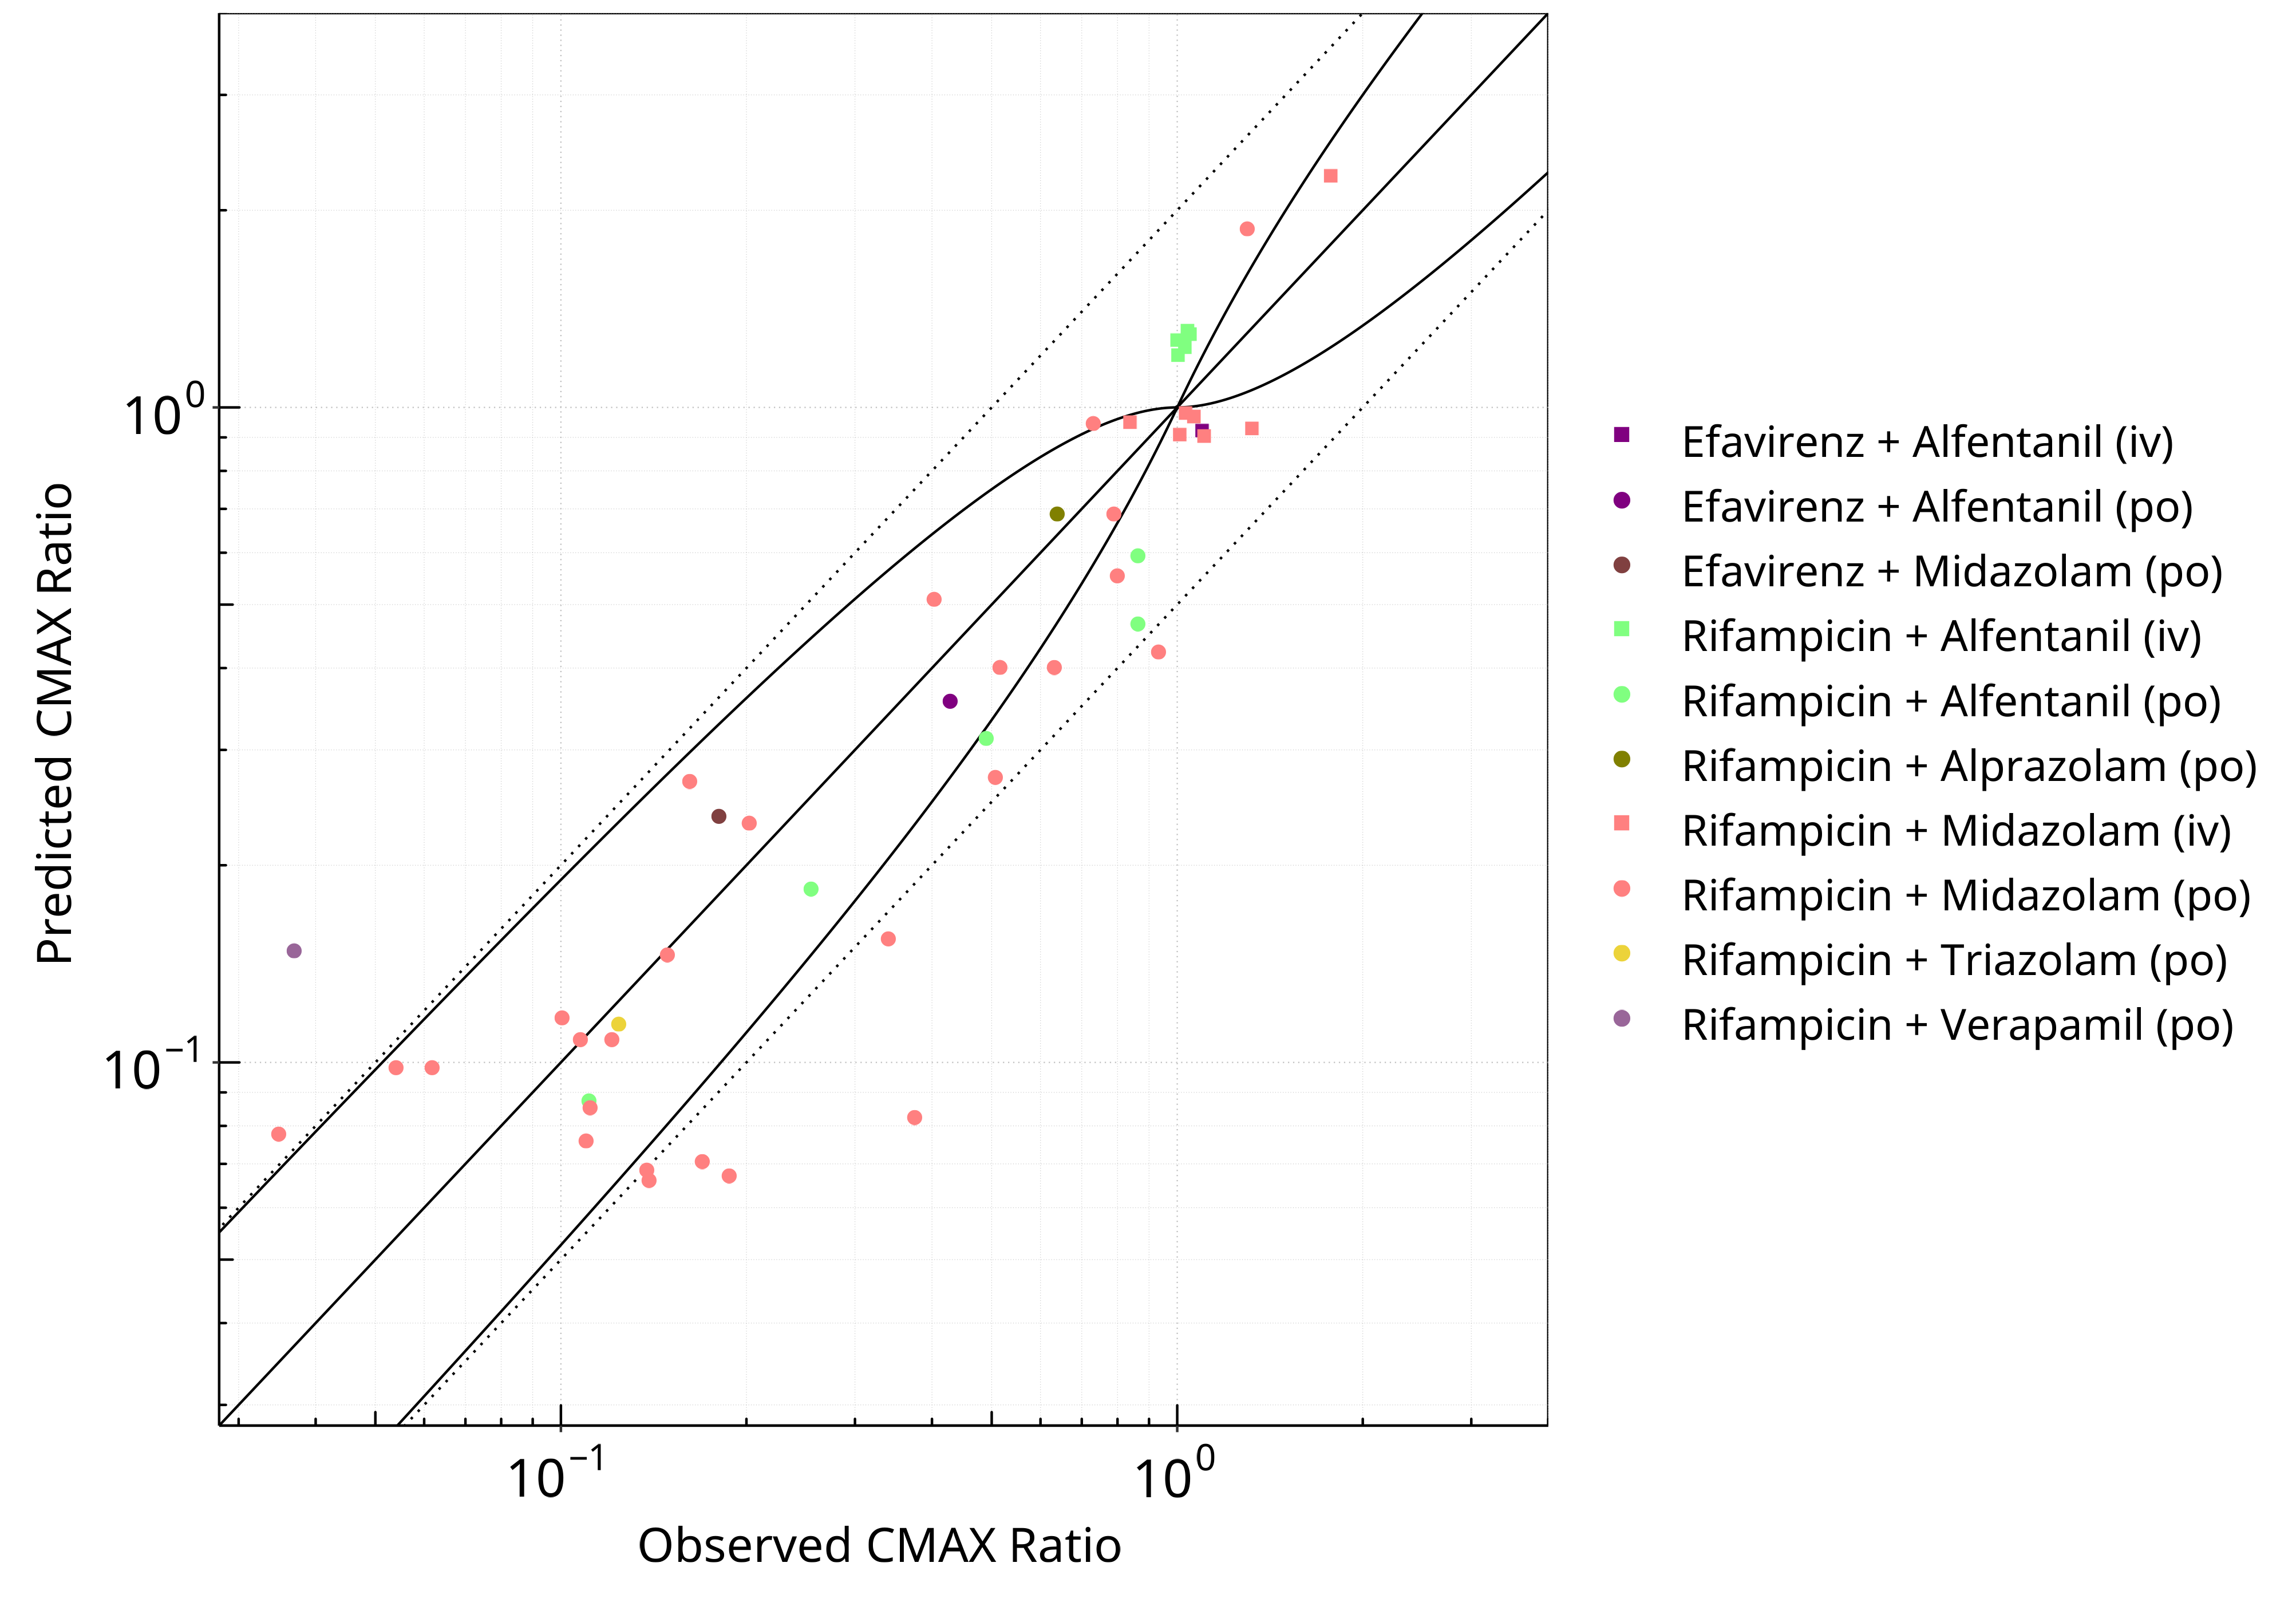 Predicted CMAX Ratio
10⁰
10⁻¹
10⁻¹
10⁰
Observed CMAX Ratio
Efavirenz + Alfentanil (iv)
Efavirenz + Alfentanil (po)
Efavirenz + Midazolam (po)
Rifampicin + Alfentanil (iv)
Rifampicin + Alfentanil (po)
Rifampicin + Alprazolam (po)
Rifampicin + Midazolam (iv)
Rifampicin + Midazolam (po)
Rifampicin + Triazolam (po)
Rifampicin + Verapamil (po)